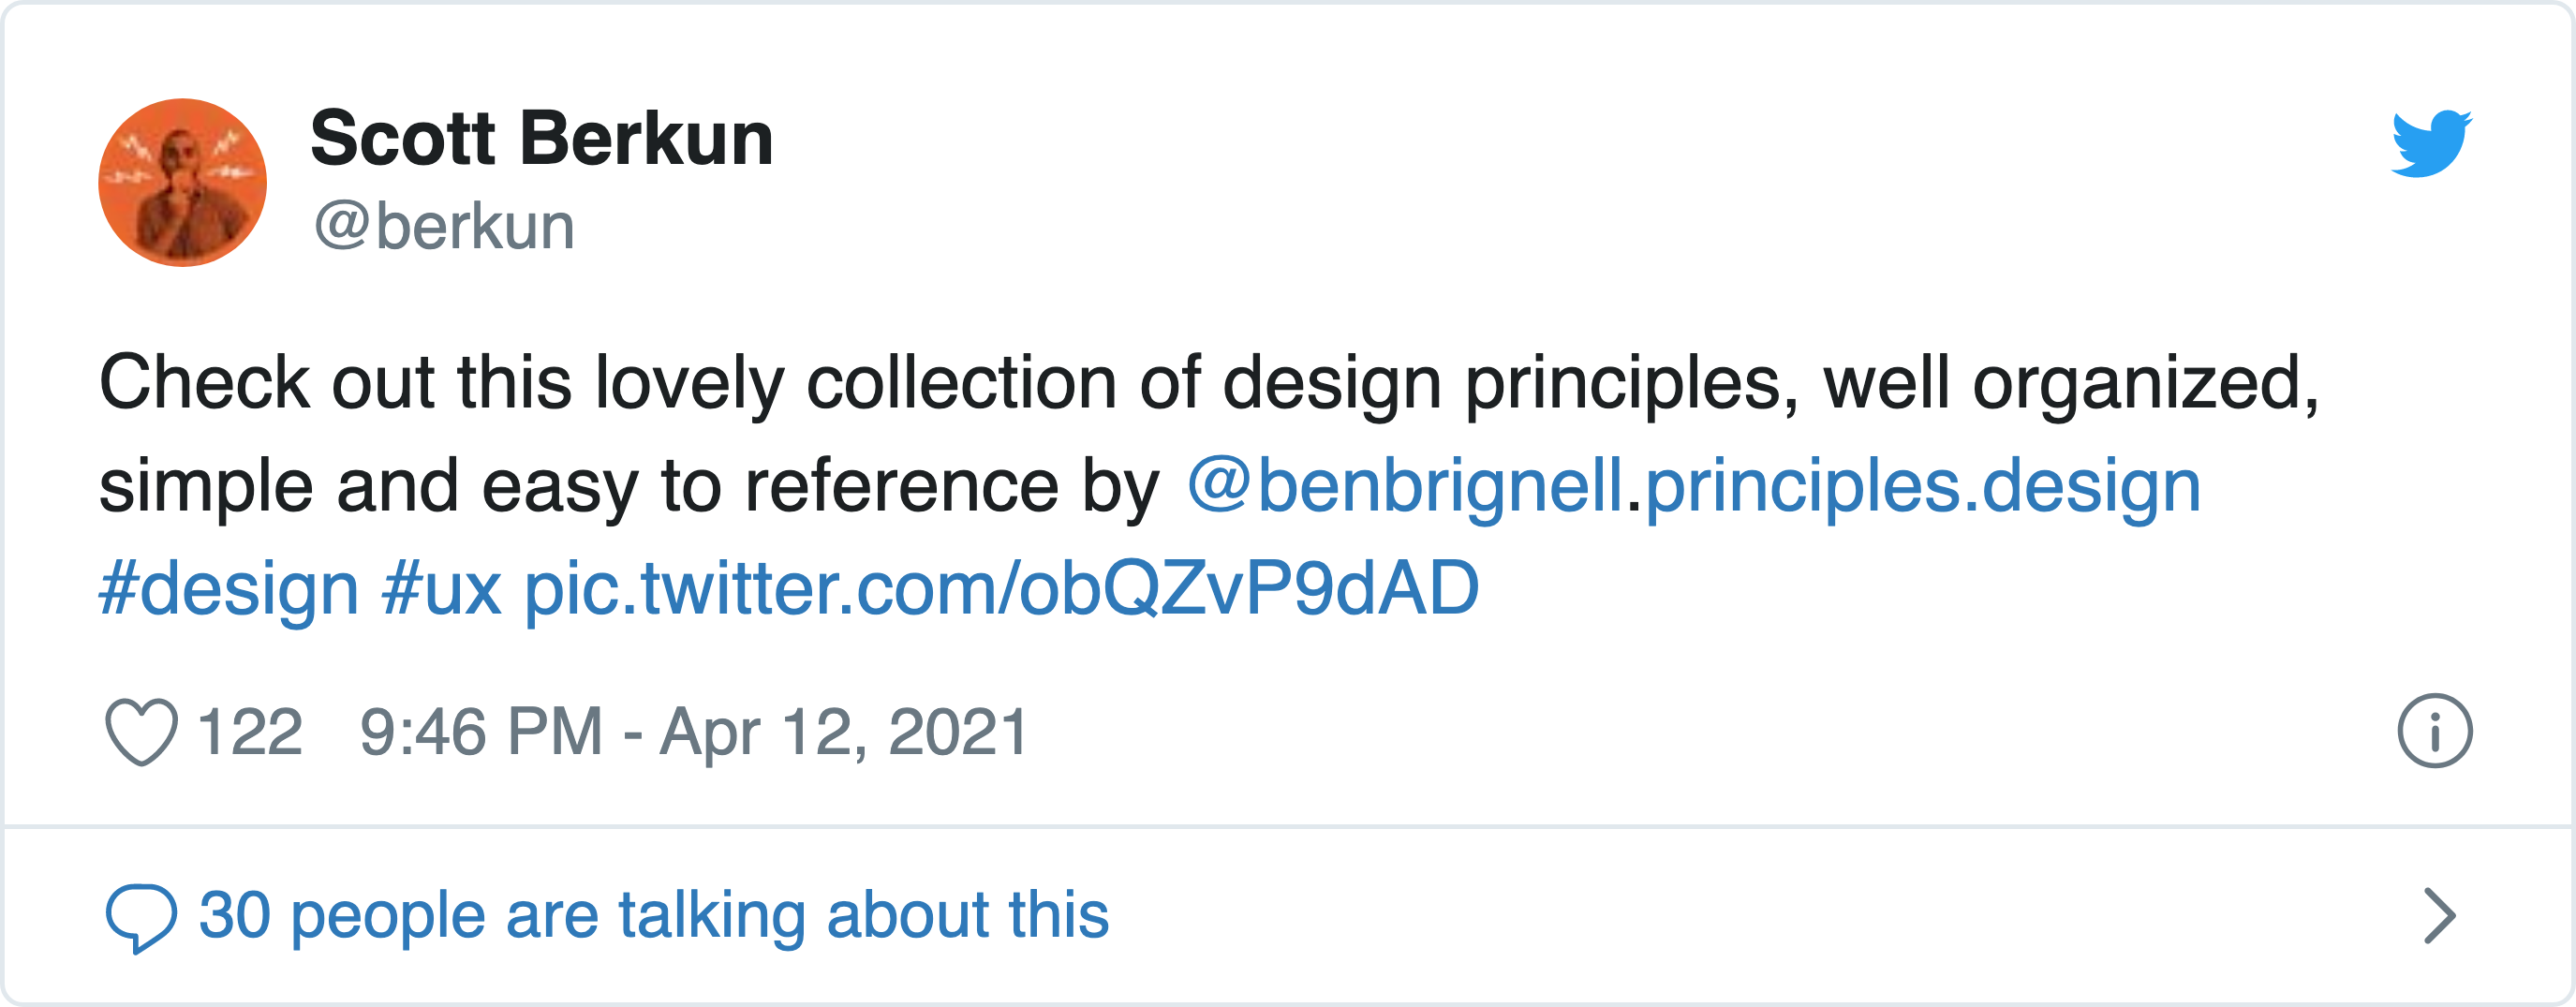 Scott Berkun
@berkun
Check out this lovely collection of design principles, well organized,
simple and easy to reference by @benbrignell.principles.design
#design #ux pic.twitter.com/obQZvP9dAD
122 9:46 PM - Apr 12, 2021
30 people are talking about this